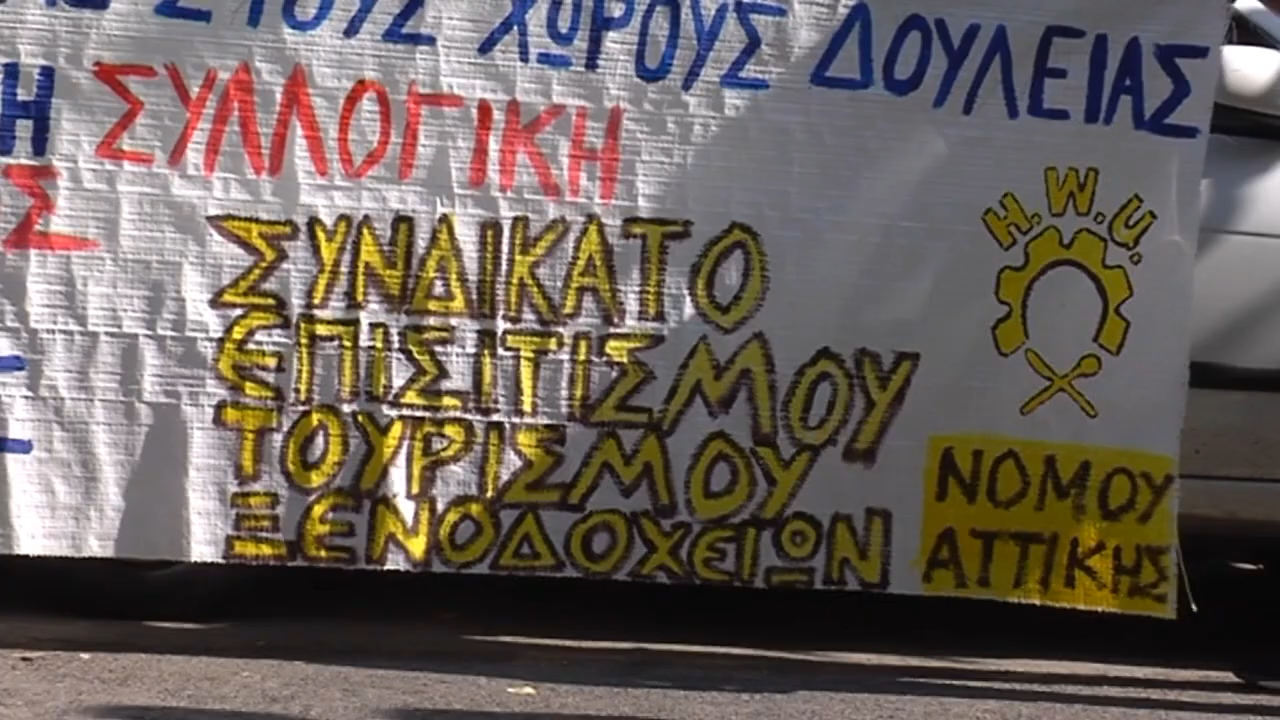 ΣΤΟΥΣ ΧΩΡΟΥΣ ΔΟΥΛΕΙΑΣ
Η ΣΥΛΛΟΓΙΚΗ
ΣΥΝΔΙΚΑΤΟ
ΕΠΙΣΙΤΙΣΜΟΥ
ΤΟΥΡΙΣΜΟΥ
ΞΕΝΟΔΟΧΕΙΩΝ
H.W.U.
ΝΟΜΟΥ
ΑΤΤΙΚΗΣ